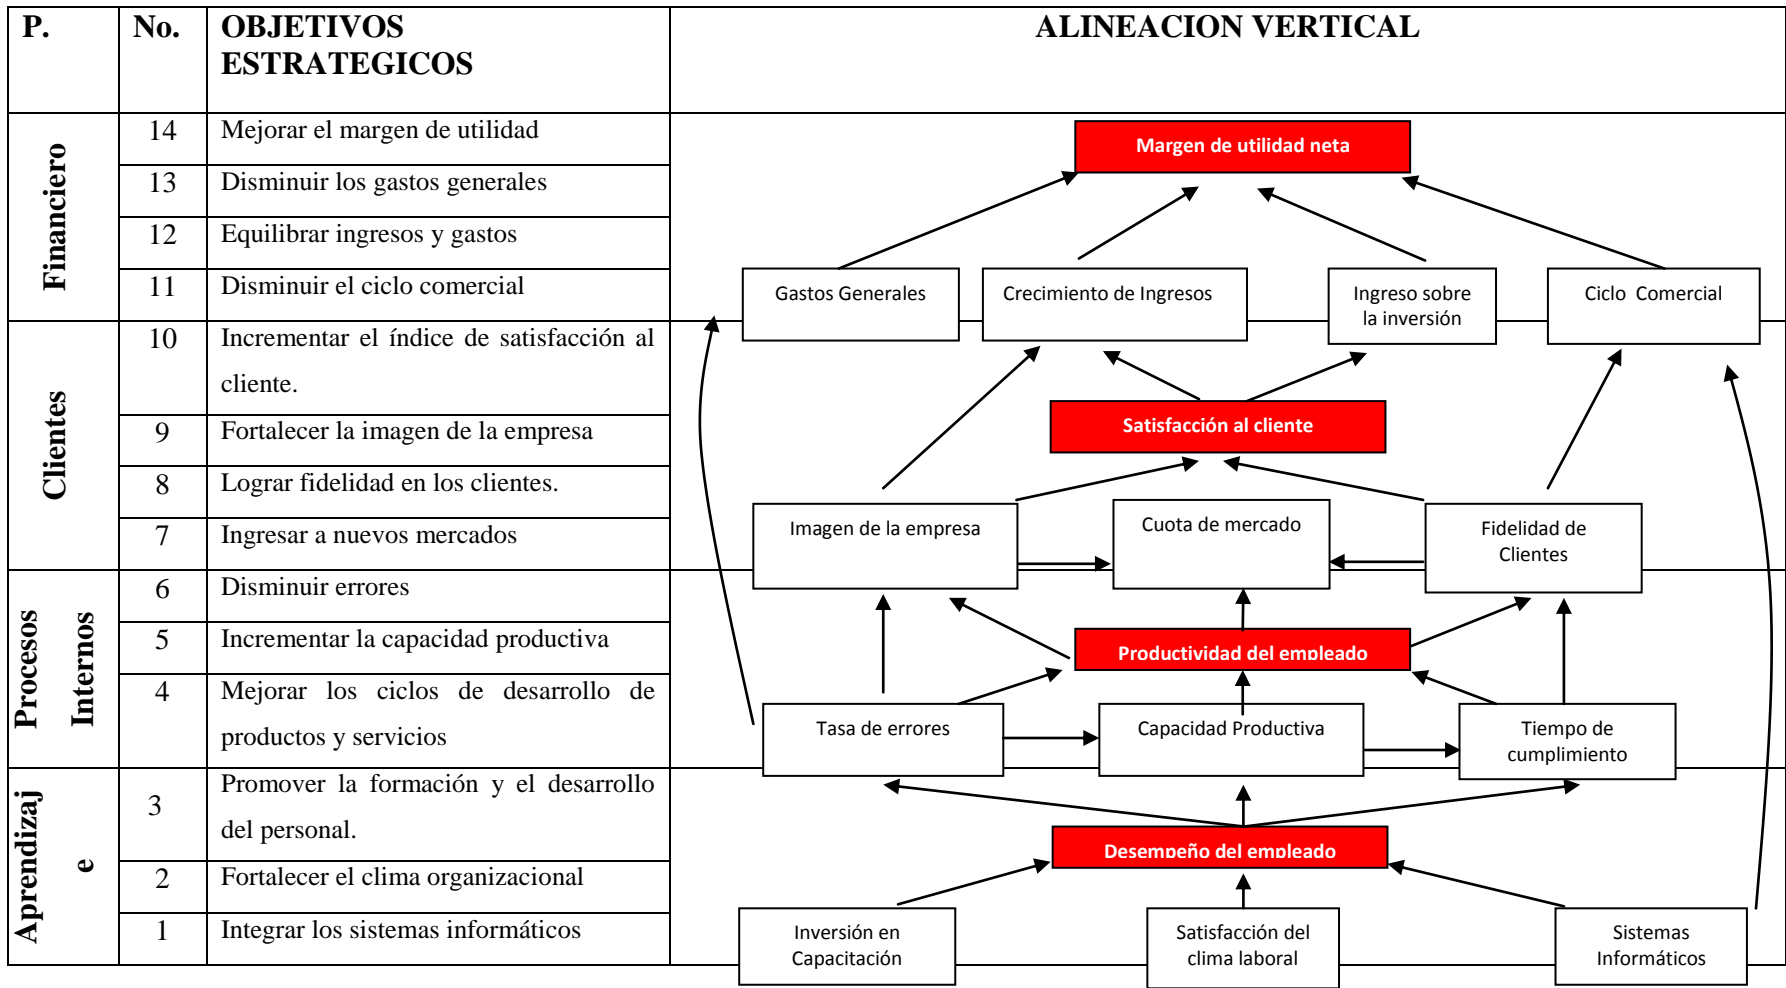 P.
No.
OBJETIVOS
ESTRATEGICOS
ALINEACION VERTICAL
Financiero
14
Mejorar el margen de utilidad
13
Disminuir los gastos generales
12
Equilibrar ingresos y gastos
11
Disminuir el ciclo comercial
Clientes
10
Incrementar el índice de satisfacción al
cliente.
9
Fortalecer la imagen de la empresa
8
Lograr fidelidad en los clientes.
7
Ingresar a nuevos mercados
Procesos
Internos
6
Disminuir errores
5
Incrementar la capacidad productiva
4
Mejorar los ciclos de desarrollo de
productos y servicios
Aprendizaj
e
3
Promover la formación y el desarrollo
del personal.
2
Fortalecer el clima organizacional
1
Integrar los sistemas informáticos
Margen de utilidad neta
Gastos Generales
Crecimiento de Ingresos
Ingreso sobre
la inversión
Ciclo Comercial
Satisfacción al cliente
Imagen de la empresa
Cuota de mercado
Fidelidad de
Clientes
Productividad del empleado
Tasa de errores
Capacidad Productiva
Tiempo de
cumplimiento
Desempeño del empleado
Inversión en
Capacitación
Satisfacción del
clima laboral
Sistemas
Informáticos